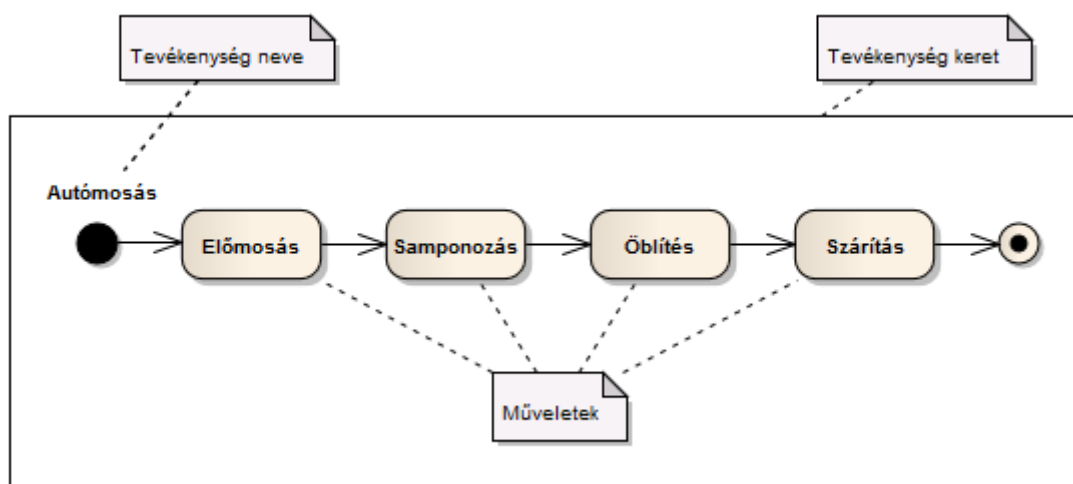 Tevékenység neve
Tevékenység keret
Autómosás
Előmosás
Samponozás
Öblítés
Szárítás
Műveletek